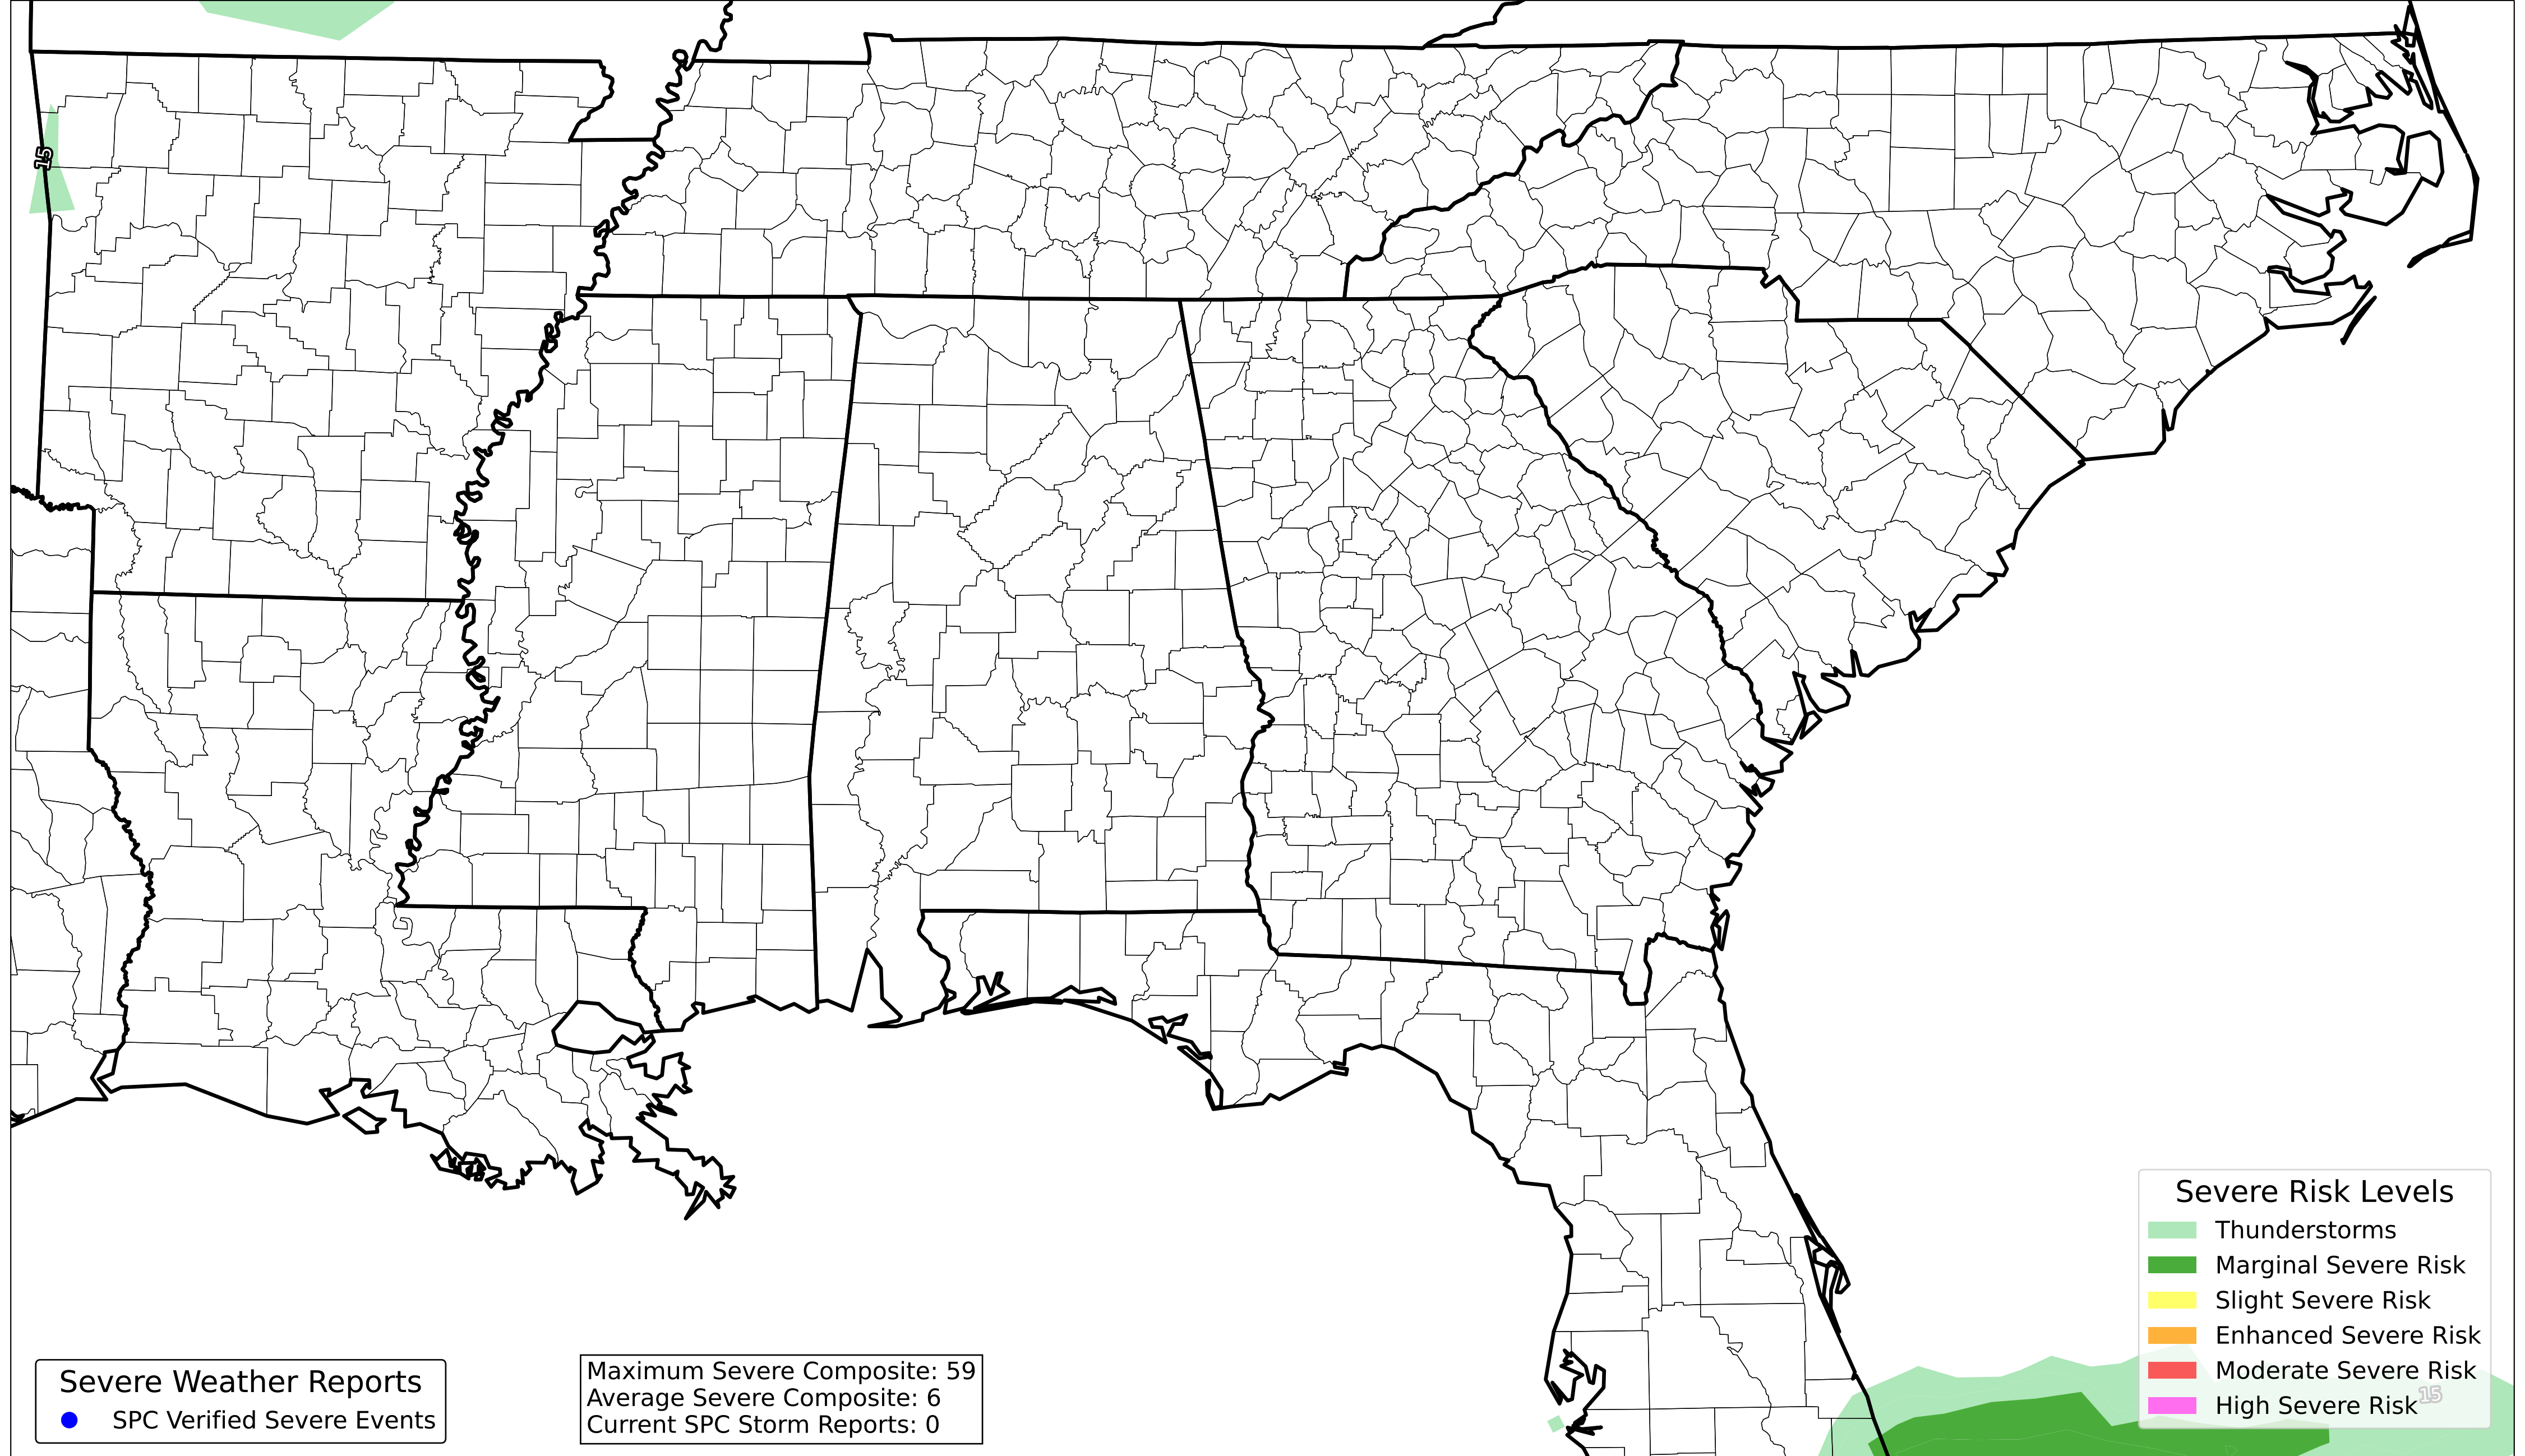 15
Severe Risk Levels
Thunderstorms
Marginal Severe Risk
Slight Severe Risk
Enhanced Severe Risk
Moderate Severe Risk
High Severe Risk
15
Severe Weather Reports
SPC Verified Severe Events
Maximum Severe Composite: 59
Average Severe Composite: 6
Current SPC Storm Reports: 0